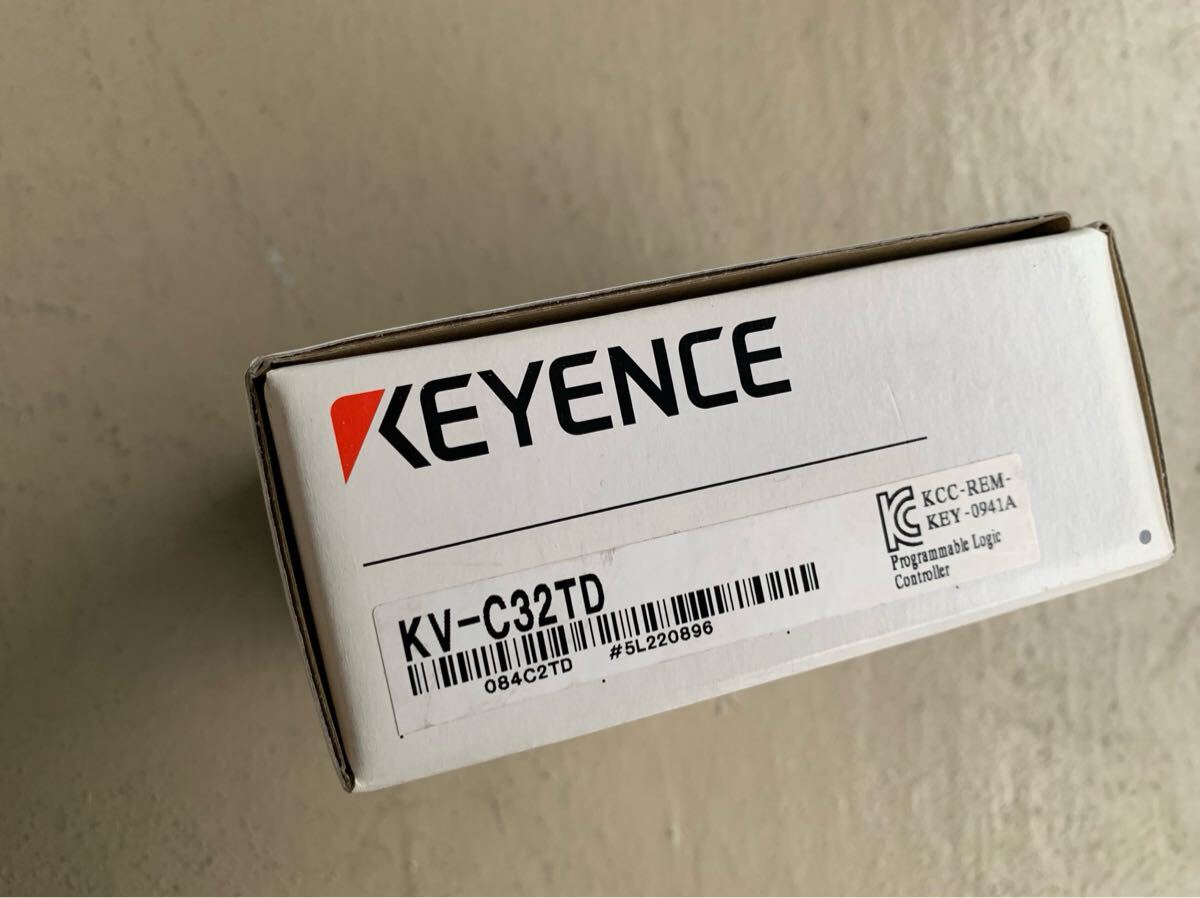 KEYENCE
KV-C32TD
084C2TD #5L220896
KCC-REM-
KEY-0941A
Programmable Logic
Controller